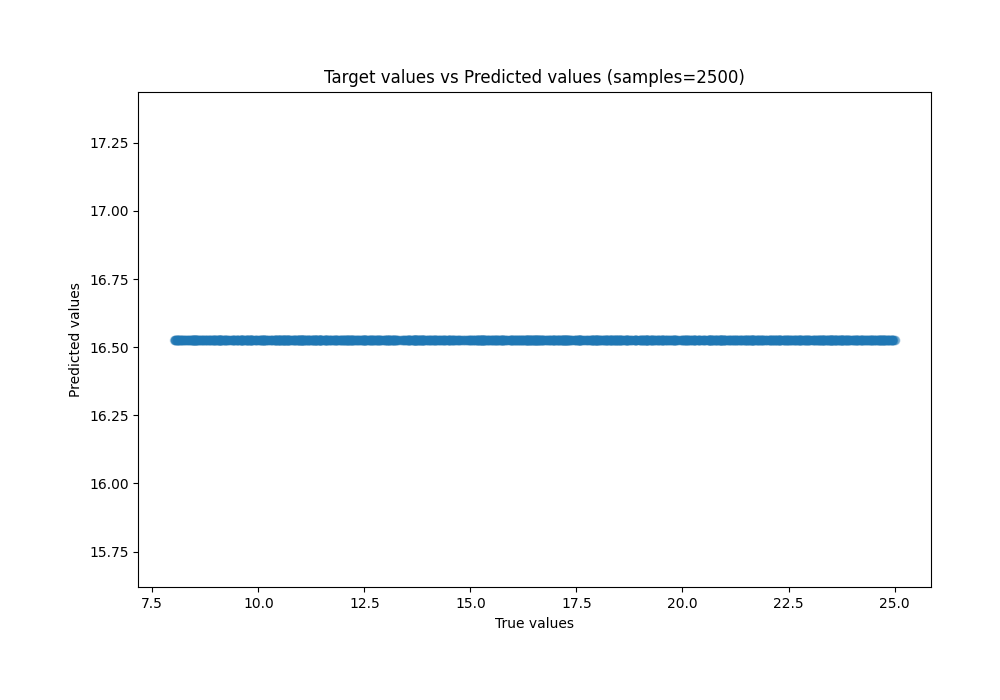 Target values vs Predicted values (samples=2500)
17.25
17.00
16.75
16.50
16.25
16.00
15.75
Predicted values
7.5 10.0 12.5 15.0 17.5 20.0 22.5 25.0
True values